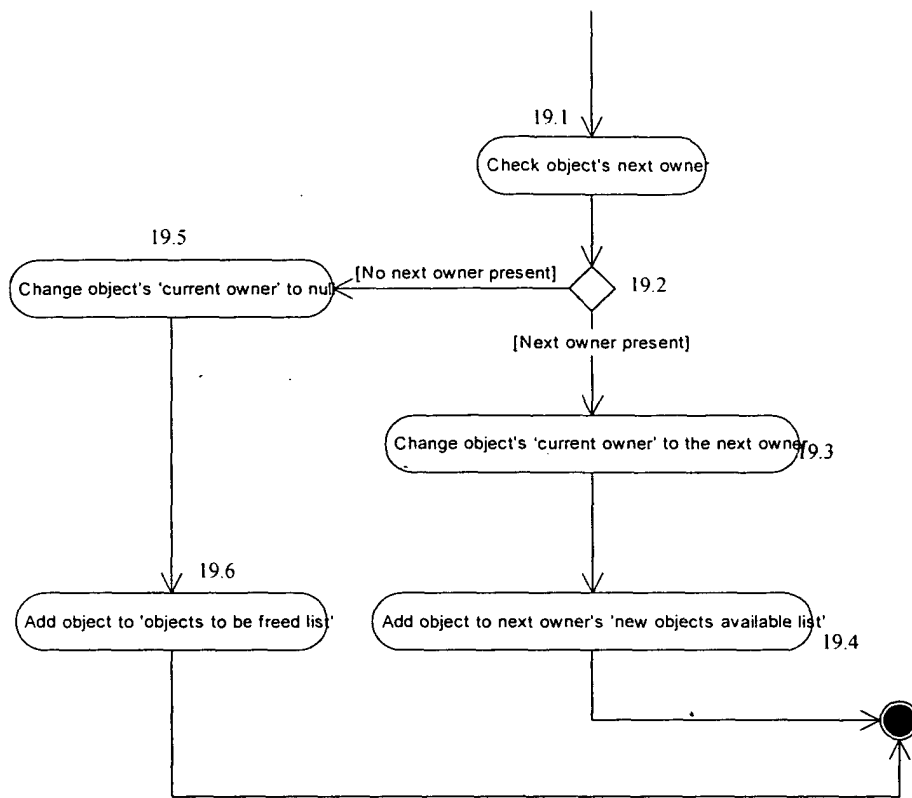 19.1
Check object's next owner
19.5
[No next owner present]
Change object's 'current owner' to null
19.2
[Next owner present]
Change object's 'current owner' to the next owner
19.3
19.6
Add object to 'objects to be freed list'
Add object to next owner's 'new objects available list'
19.4